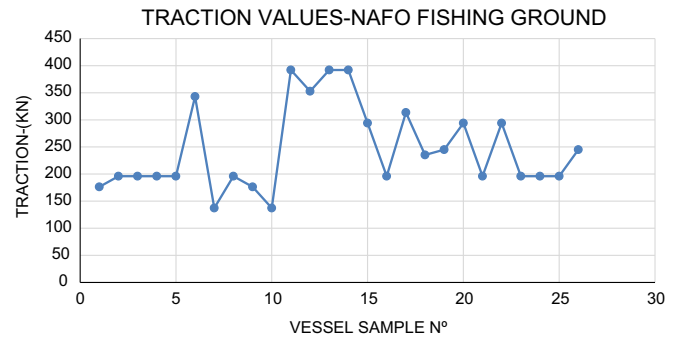 TRACTION VALUES-NAFO FISHING GROUND
450
400
350
300
250
200
150
100
50
0
TRACTION-(KN)
0 5 10 15 20 25 30
VESSEL SAMPLE Nº